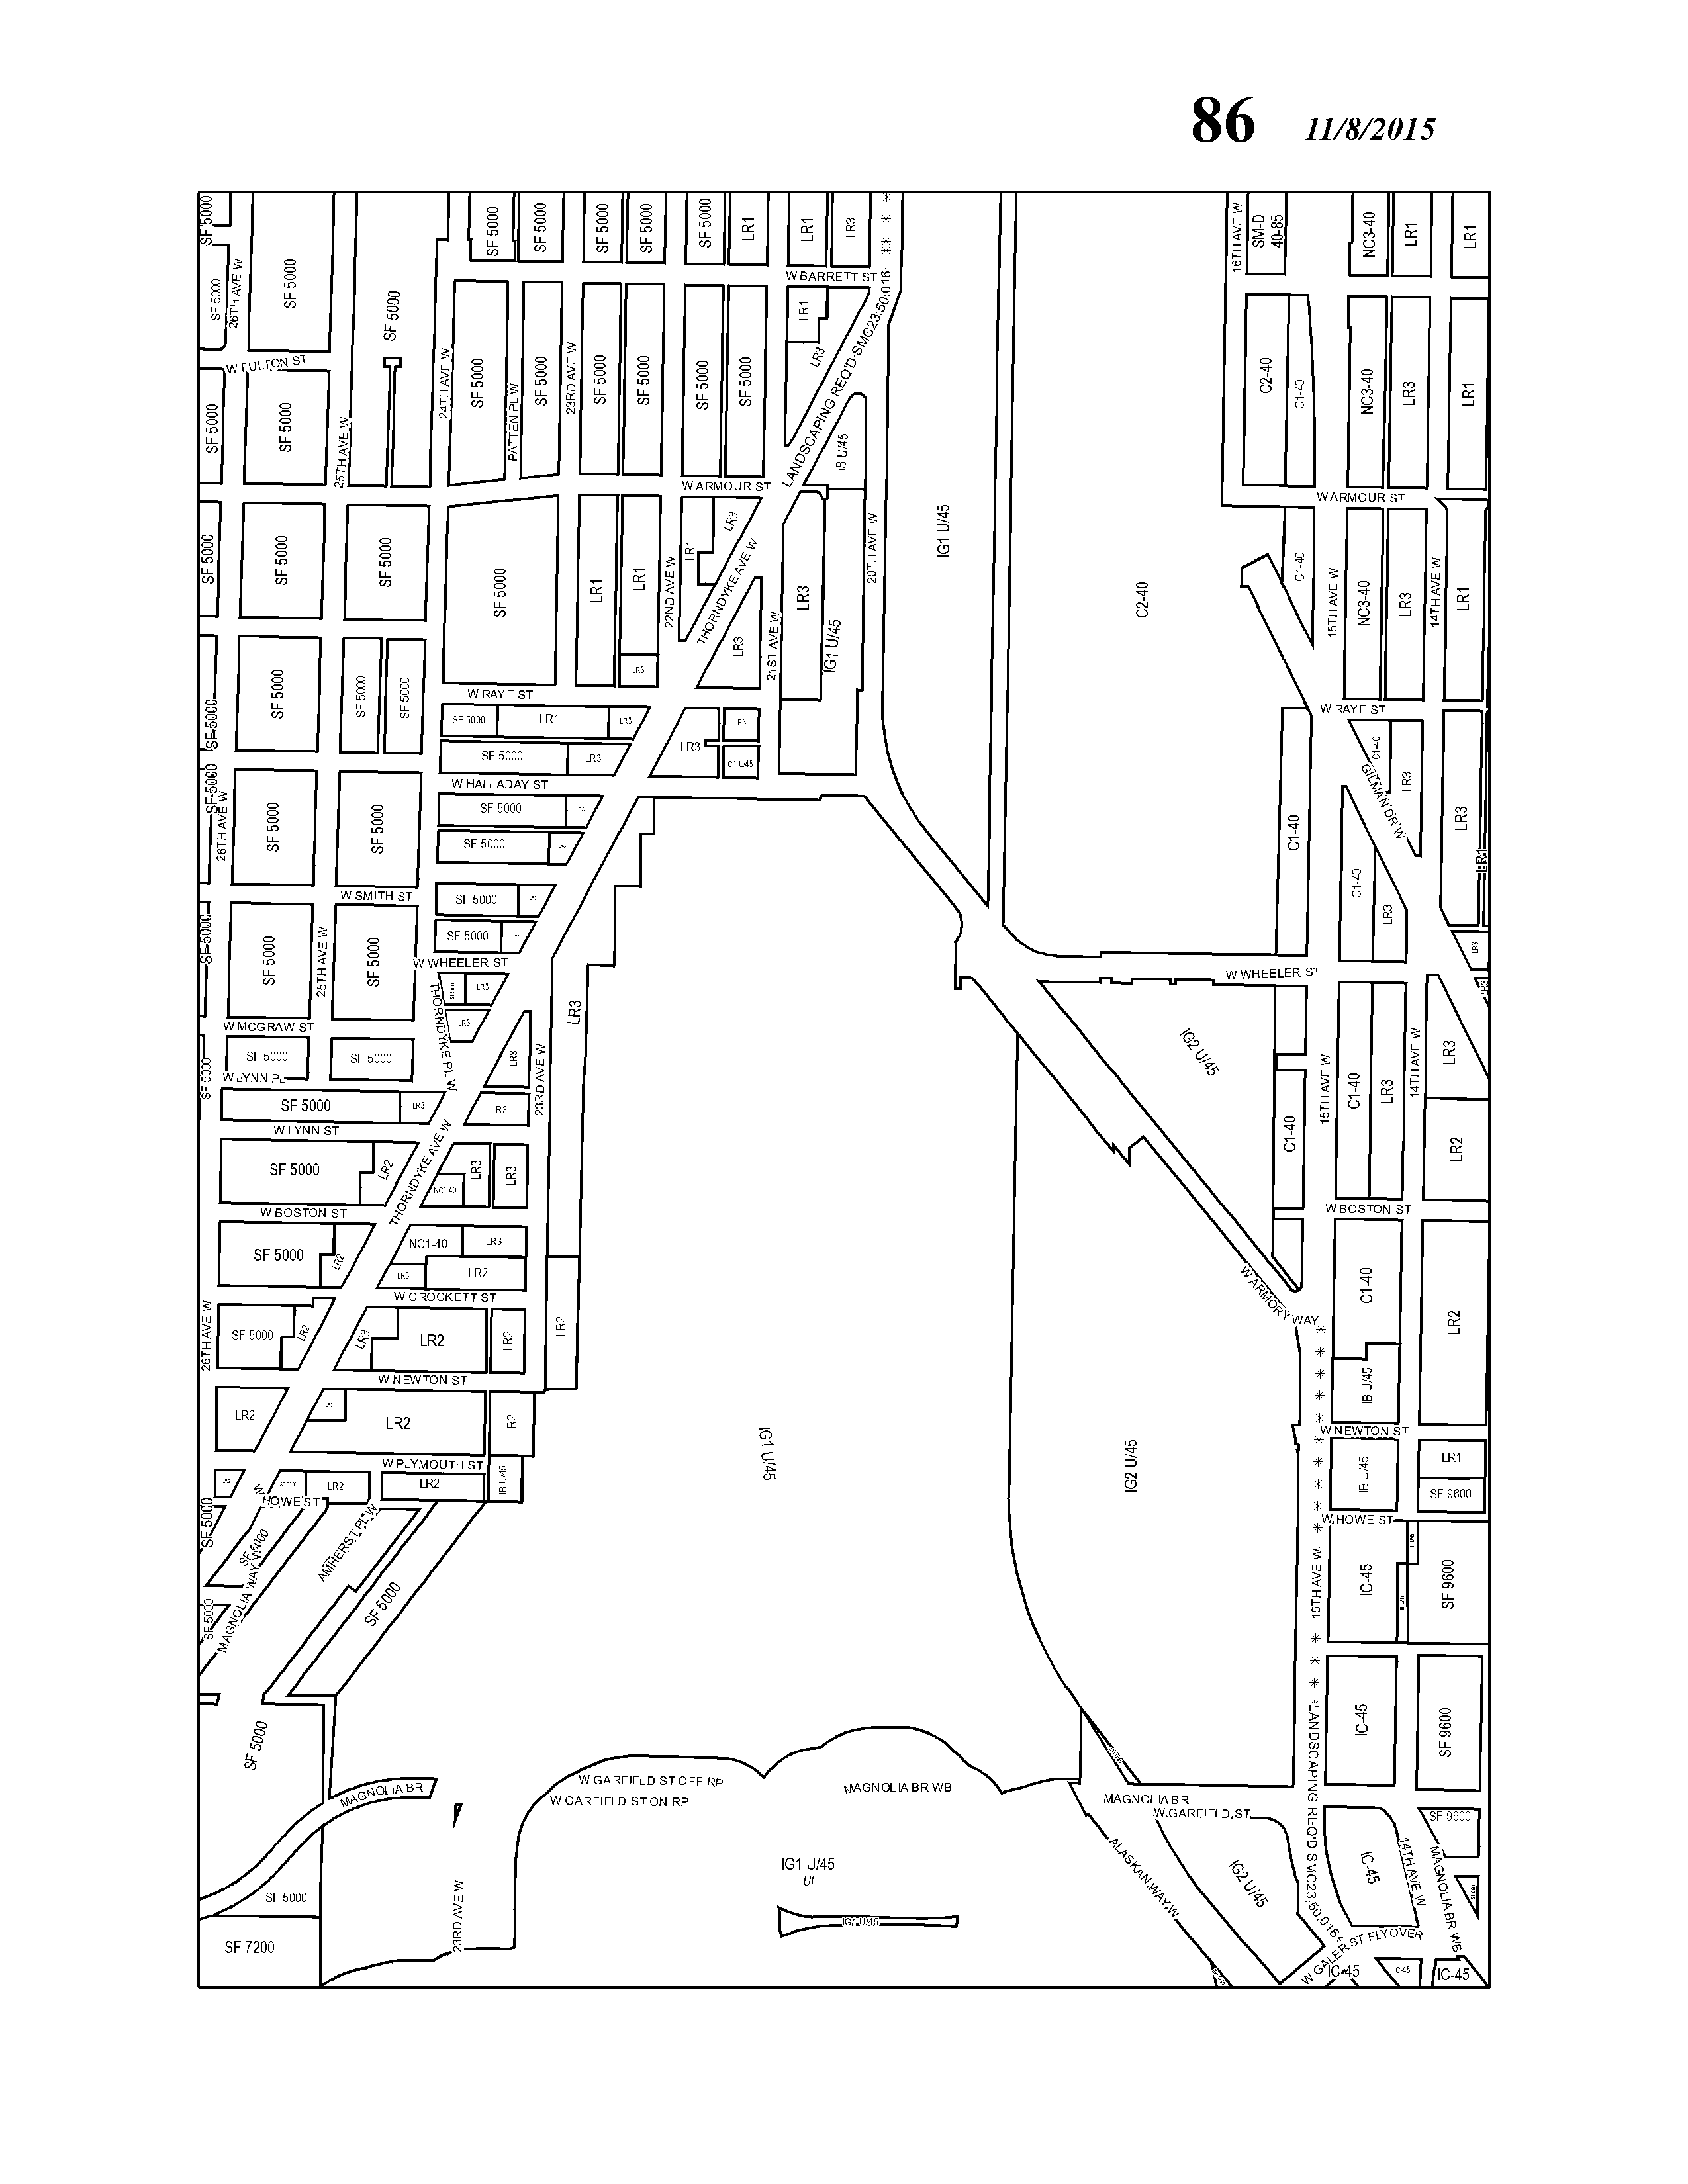 86 11/8/2015
SF 5000
SF 5000
SF 5000
SF 5000
SF 5000
SF 5000
LR1
LR1
LR3
16TH AVE W
SM-D
40-85
NC3-40
LR1
LR1
W BARRETT ST
SF 5000
26TH AVE W
SF 5000
SF 5000
LR1
LR3
LANDSCAPING REQ'D SMC23.50.016
W FULTON ST
24TH AVE W
SF 5000
PATTEN PL W
SF 5000
23RD AVE W
SF 5000
SF 5000
SF 5000
SF 5000
C2-40
C1-40
NC3-40
LR3
LR1
SF 5000
SF 5000
25TH AVE W
IB U/45
W ARMOUR ST
W ARMOUR ST
SF 5000
SF 5000
SF 5000
SF 5000
LR1
LR1
LR3
22ND AVE W
LR1
LR3
THORNDYKE AVE W
LR3
21ST AVE W
LR3
IG1 U/45
20TH AVE W
IG1 U/45
C2-40
C1-40
15TH AVE W
NC3-40
LR3
14TH AVE W
LR1
SF 5000
SF 5000
SF 5000
SF 5000
W RAYE ST
W RAYE ST
SF 5000
LR1
LR3
LR3
LR3
IG1 U/45
SF 5000
LR3
W HALLADAY ST
C1-40
LR3
GILMAN DR W
SF 5000
26TH AVE W
SF 5000
SF 5000
SF 5000
SF 5000
C1-40
C1-40
LR3
LR3
LR1
W SMITH ST
SF 5000
SF 5000
SF 5000
SF 5000
25TH AVE W
SF 5000
LR3
W WHEELER ST
W WHEELER ST
LR3
THORNDYKE PL W
LR3
LR3
LR3
W MCGRAW ST
SF 5000
SF 5000
SF 5000
W LYNN PL
LR3
23RD AVE W
IG2 U/45
15TH AVE W
C1-40
LR3
14TH AVE W
LR3
SF 5000
LR3
LR3
W LYNN ST
THORNDYKE AVE W
C1-40
LR2
SF 5000
LR2
NC1-40
LR3
LR3
W BOSTON ST
W BOSTON ST
SF 5000
LR2
NC1-40
LR3
LR3
LR2
W CROCKETT ST
W ARMORY WAY
C1-40
LR2
26TH AVE W
SF 5000
LR2
LR3
LR2
LR2
LR2
W NEWTON ST
IB U/45
LR2
LR2
LR2
W NEWTON ST
W PLYMOUTH ST
IG1 U/45
IG2 U/45
IB U/45
LR1
SF 9600
LR2
LR2
IB U/45
W HOWE ST
W HOWE ST
SF 5000
SF 5000
MAGNOLIA WAY W
AMHERST PL W
SF 5000
SF 5000
15TH AVE W
IC-45
SF 9600
SF 5000
LANDSCAPING REQ'D SMC23.50.016
IC-45
SF 9600
MAGNOLIA BR
W GARFIELD ST OFF RP
W GARFIELD ST ON RP
MAGNOLIA BR WB
MAGNOLIA BR
W GARFIELD ST
SF 9600
IG1 U/45
UI
ALASKAN WAY W
IG2 U/45
IC-45
14TH AVE W
MAGNOLIA BR WB
SF 5000
23RD AVE W
IG1 U/45
SF 7200
W GALER ST FLYOVER
IC-45
IC-45
IC-45